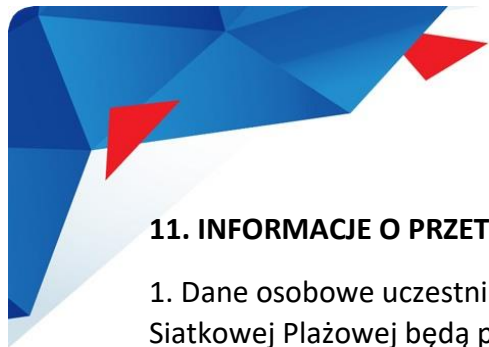 11. INFORMACJE O PRZET
1. Dane osobowe uczestni
Siatkowej Plażowej będą p